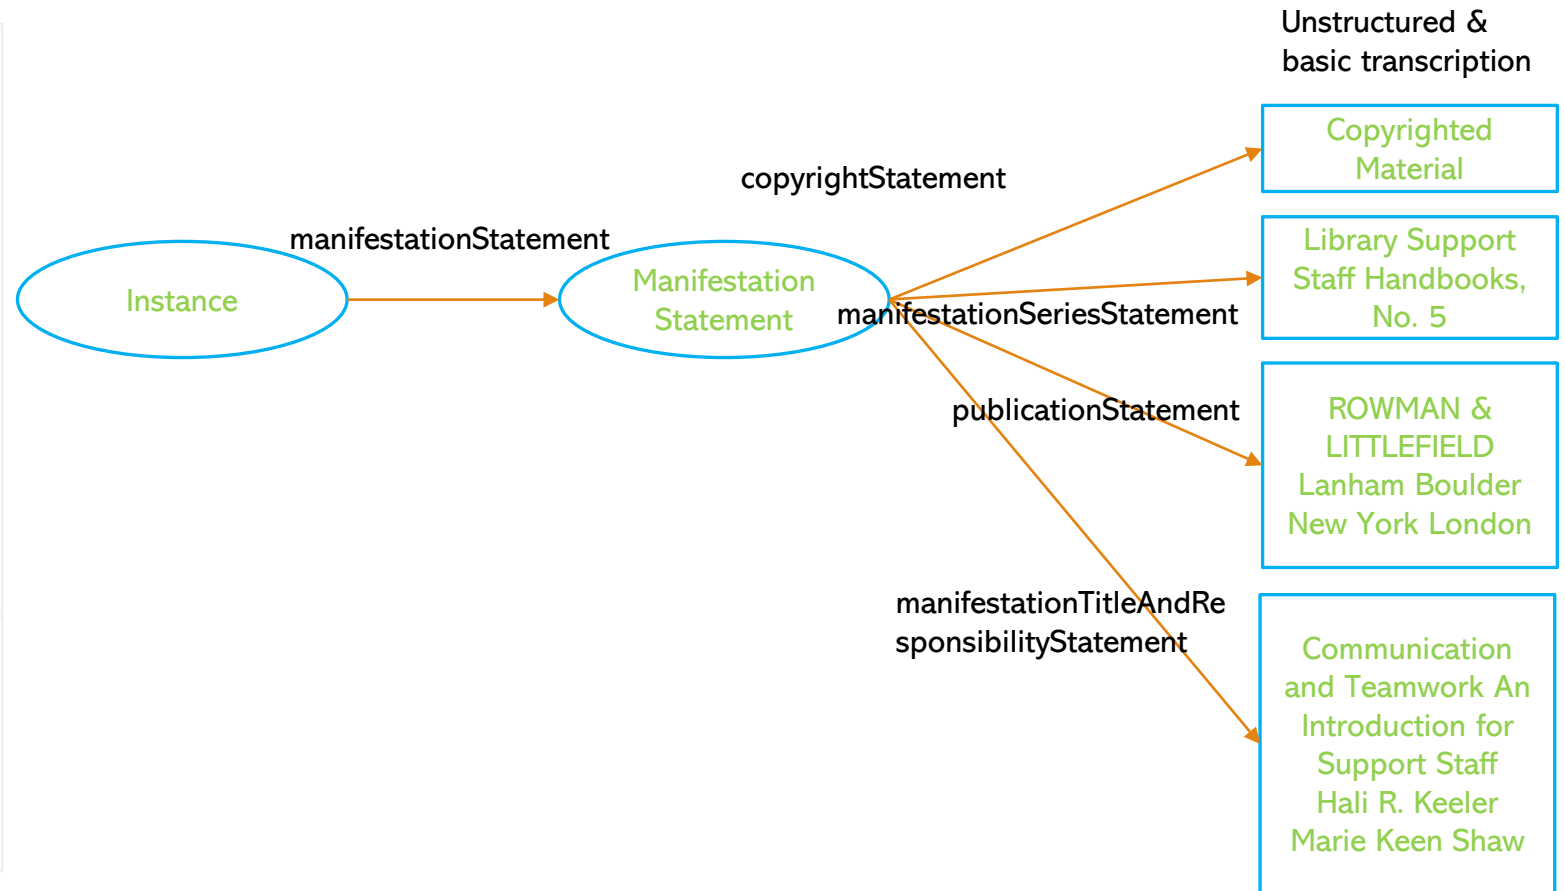 Unstructured &
basic transcription
Copyrighted
Material
copyrightStatement
Library Support
Staff Handbooks,
No. 5
manifestationStatement
Instance
Manifestation
Statement
manifestationSeriesStatement
ROWMAN &
LITTLEFIELD
Lanham Boulder
New York London
publicationStatement
manifestationTitleAndRe
sponsibilityStatement
Communication
and Teamwork An
Introduction for
Support Staff
Hali R. Keeler
Marie Keen Shaw